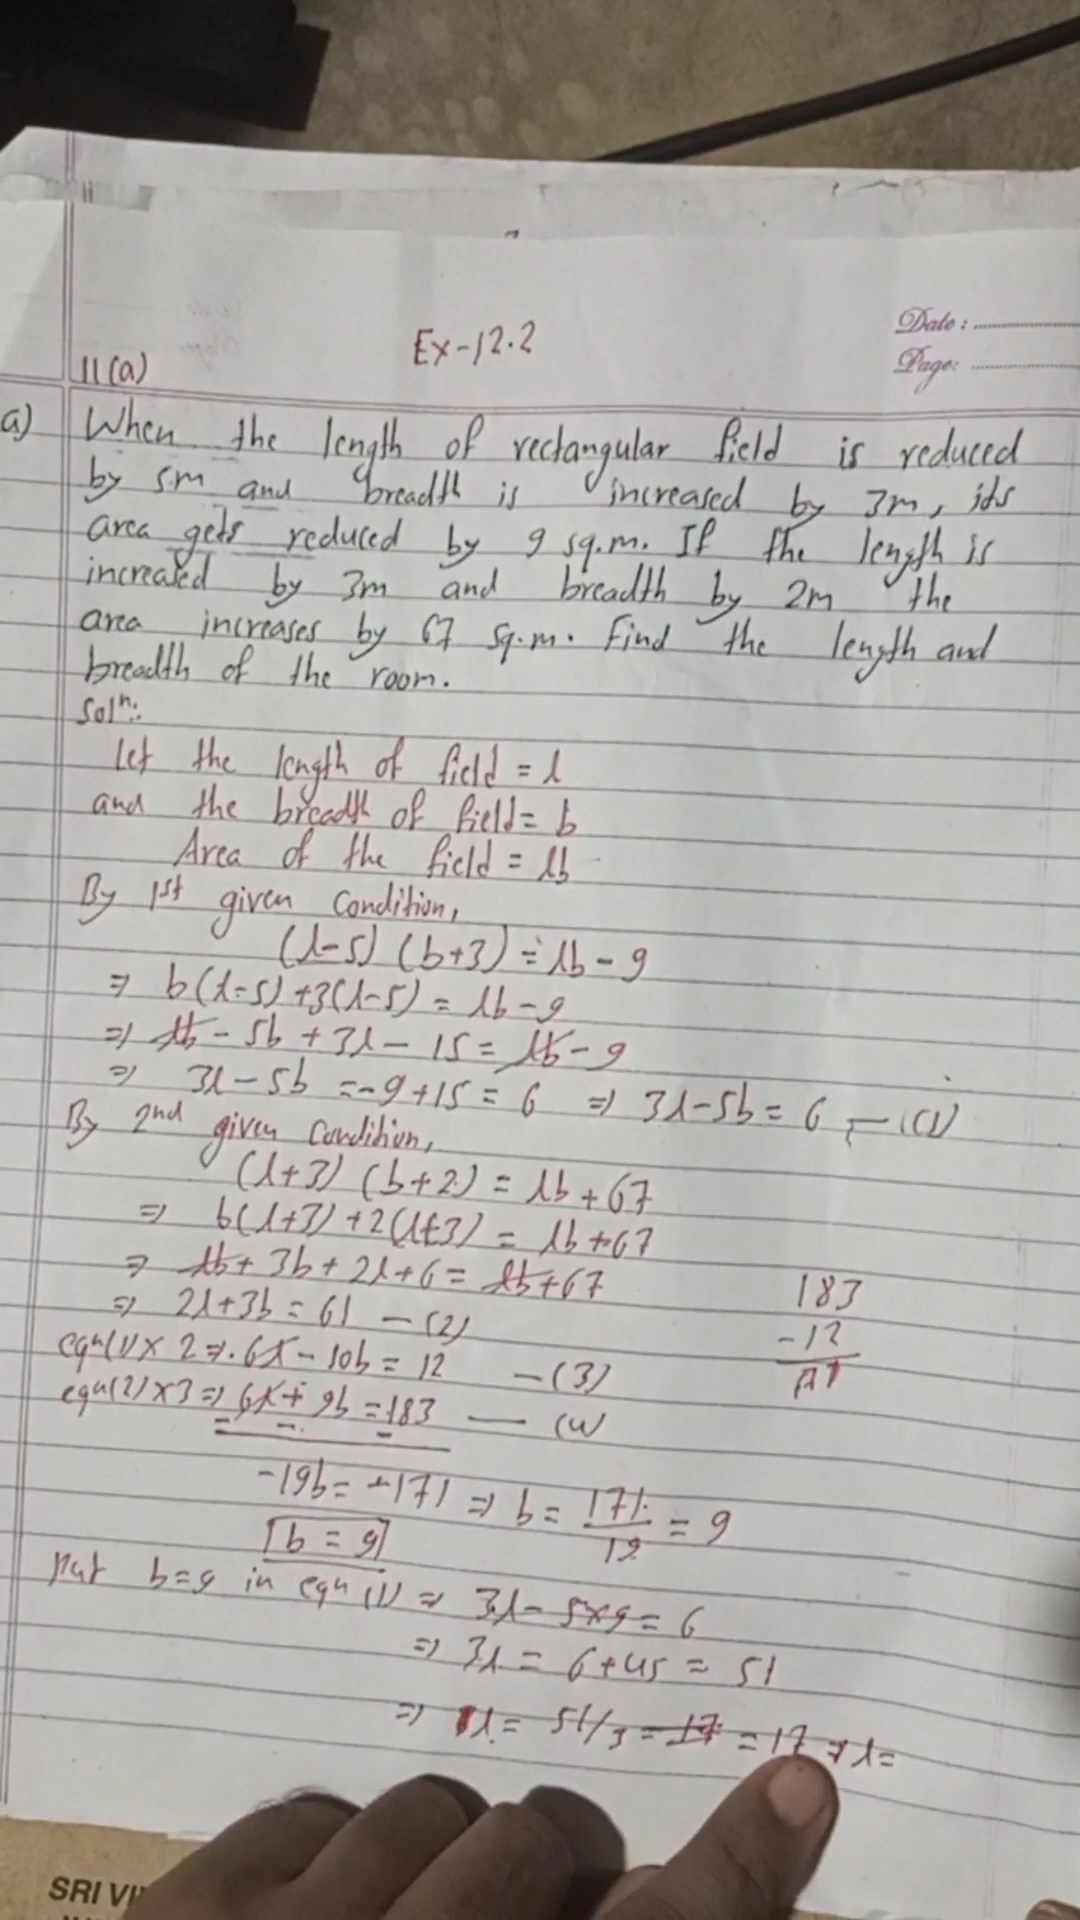 Date:
Page:
Ex-12.2
11(a)
a) When the length of rectangular field is reduced
by 5m and breadth is increased by 3m, its
area gets reduced by 9 sq.m. If the length is
increased by 3m and breadth by 2m the
area increases by 67 sq.m. Find the length and
breadth of the room.
Solⁿ:
Let the length of field = l
and the breadth of field = b
Area of the field = lb
By 1st given Condition,
(l-5) (b+3) = lb - 9
⇒ b(l-5) +3(l-5) = lb - 9
⇒ lb - 5b + 3l - 15 = lb - 9
⇒ 3l - 5b = -9 +15 = 6 ⇒ 3l - 5b = 6 — (1)
By 2nd given Condition,
(l+3) (b+2) = lb + 67
⇒ b(l+3) +2(l+3) = lb +67
⇒ lb + 3b + 2l + 6 = lb + 67
⇒ 2l + 3b = 61 — (2)
eqn(1) × 2 ⇒ 6l - 10b = 12 — (3)
eqn(2) × 3 ⇒ 6l + 9b = 183 — (4)
183
-12
171
-19b = -171 ⇒ b = 171/19 = 9
b = 9
put b=9 in eqn (1) ⇒ 3l - 5×9 = 6
⇒ 3l = 6 + 45 = 51
⇒ l = 51/3 = 17 = 17 ⇒ l =
SRI VI